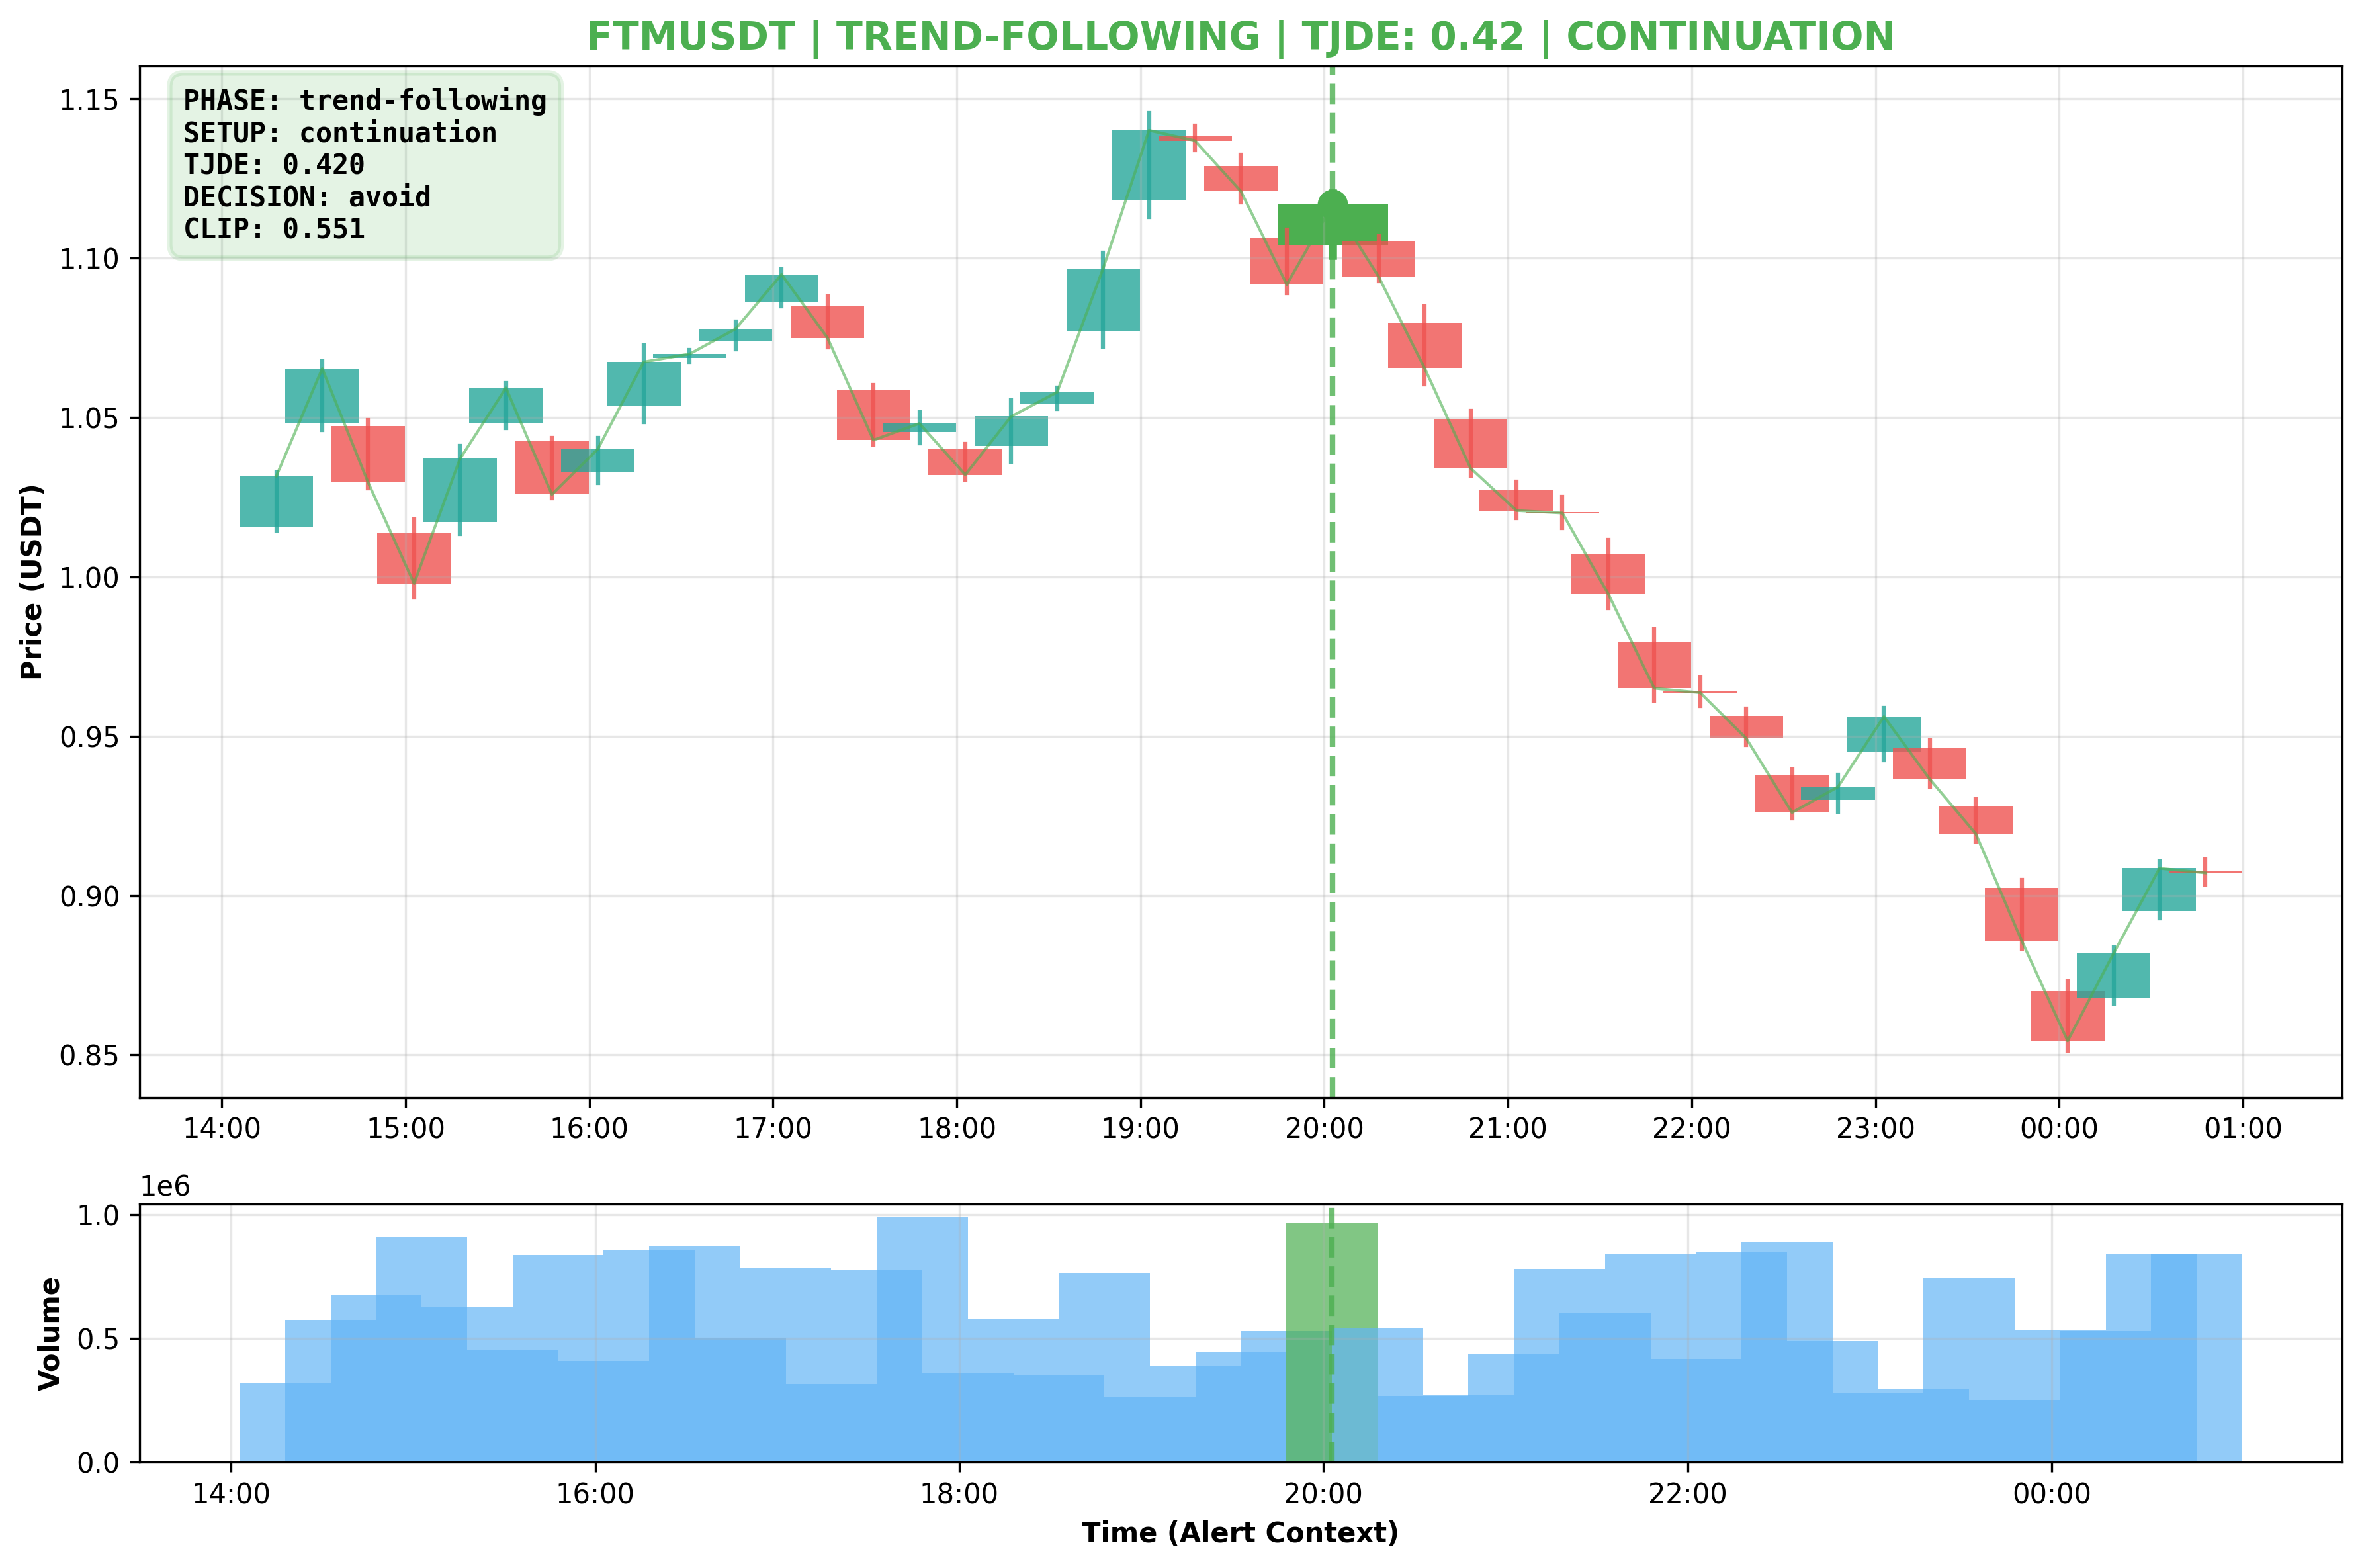 FTMUSDT | TREND-FOLLOWING | TJDE: 0.42 | CONTINUATION
PHASE: trend-following
SETUP: continuation
TJDE: 0.420
DECISION: avoid
CLIP: 0.551
Price (USDT)
1.15
1.10
1.05
1.00
0.95
0.90
0.85
14:00 15:00 16:00 17:00 18:00 19:00 20:00 21:00 22:00 23:00 00:00 01:00
1e6
Volume
1.0
0.5
0.0
14:00 16:00 18:00 20:00 22:00 00:00
Time (Alert Context)